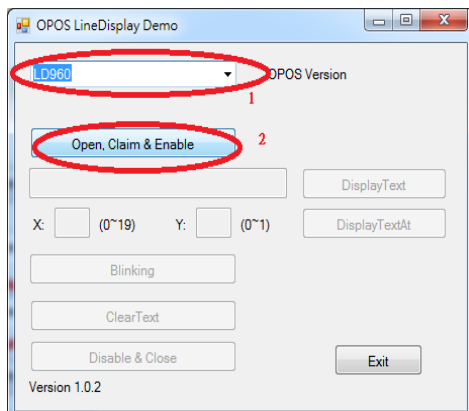 OPOS LineDisplay Demo
LD960 OPOS Version
1
Open, Claim & Enable 2
DisplayText
X: (0~19) Y: (0~1) DisplayTextAt
Blinking
ClearText
Disable & Close Exit
Version 1.0.2